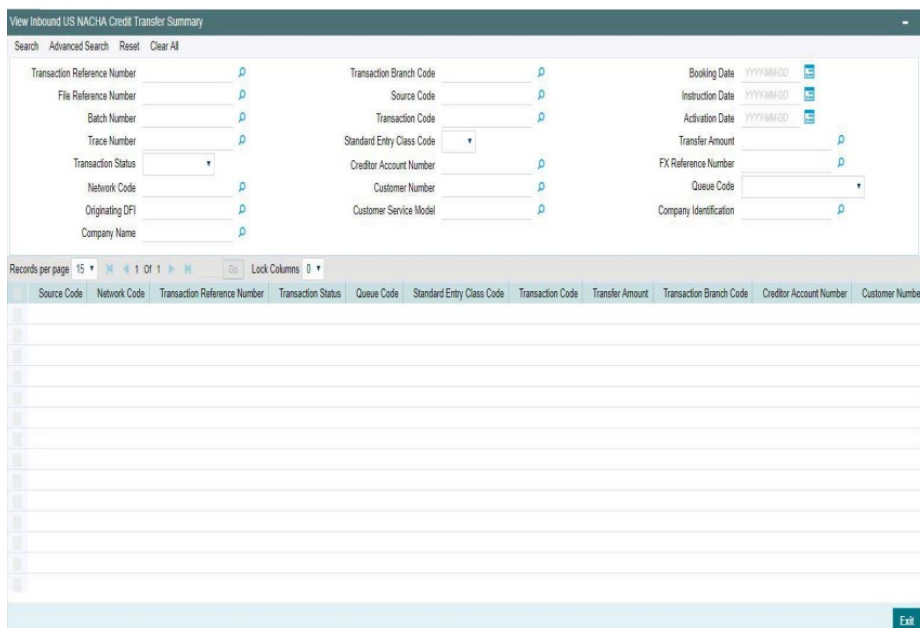 View Inbound US NACHA Credit Transfer Summary
Search Advanced Search Reset Clear All
Transaction Reference Number Transaction Branch Code Booking Date YYYY-MM-DD
File Reference Number Source Code Instruction Date YYYY-MM-DD
Batch Number Transaction Code Activation Date YYYY-MM-DD
Trace Number Standard Entry Class Code Transfer Amount
Transaction Status Creditor Account Number FX Reference Number
Network Code Customer Number Queue Code
Originating DFI Customer Service Model Company Identification
Company Name
Records per page 15 1 Of 1 Go Lock Columns 0
Source Code Network Code Transaction Reference Number Transaction Status Queue Code Standard Entry Class Code Transaction Code Transfer Amount Transaction Branch Code Creditor Account Number Customer Numbe
Exit